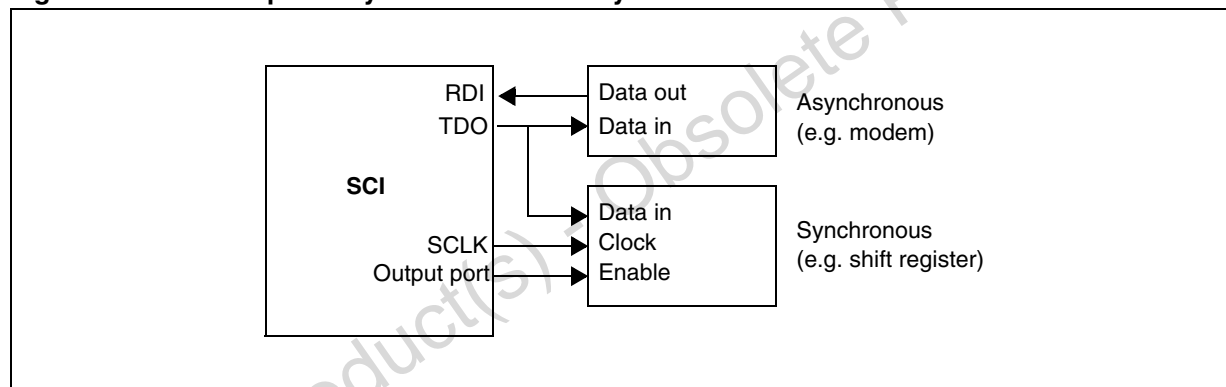 RDI
TDO
SCI
SCLK
Output port
Data out
Data in
Asynchronous
(e.g. modem)
Data in
Clock
Enable
Synchronous
(e.g. shift register)
Obsolete